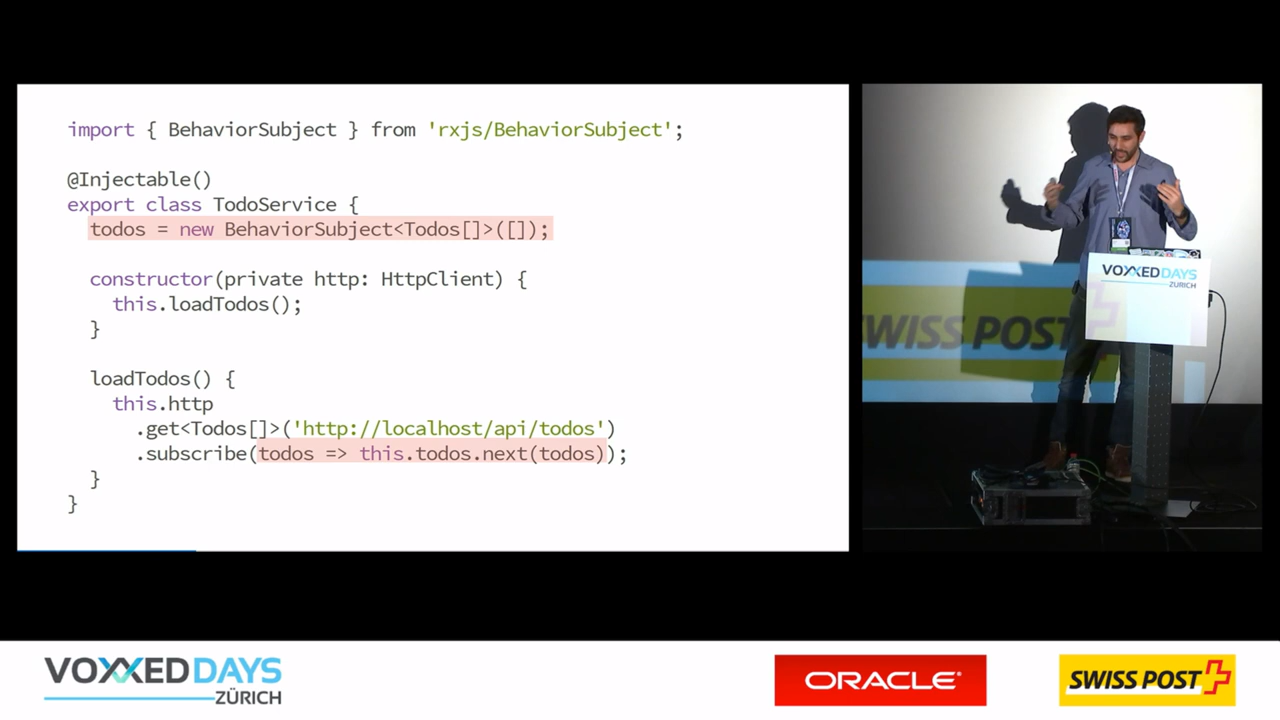 import { BehaviorSubject } from 'rxjs/BehaviorSubject';
@Injectable()
export class TodoService {
todos = new BehaviorSubject<Todos[]>([]);
constructor(private http: HttpClient) {
this.loadTodos();
}
loadTodos() {
this.http
.get<Todos[]>('http://localhost/api/todos')
.subscribe(todos => this.todos.next(todos));
}
}
VOXXED DAYS
ZÜRICH
SWISS POST
VOXXED DAYS
ZÜRICH
ORACLE®
SWISS POST